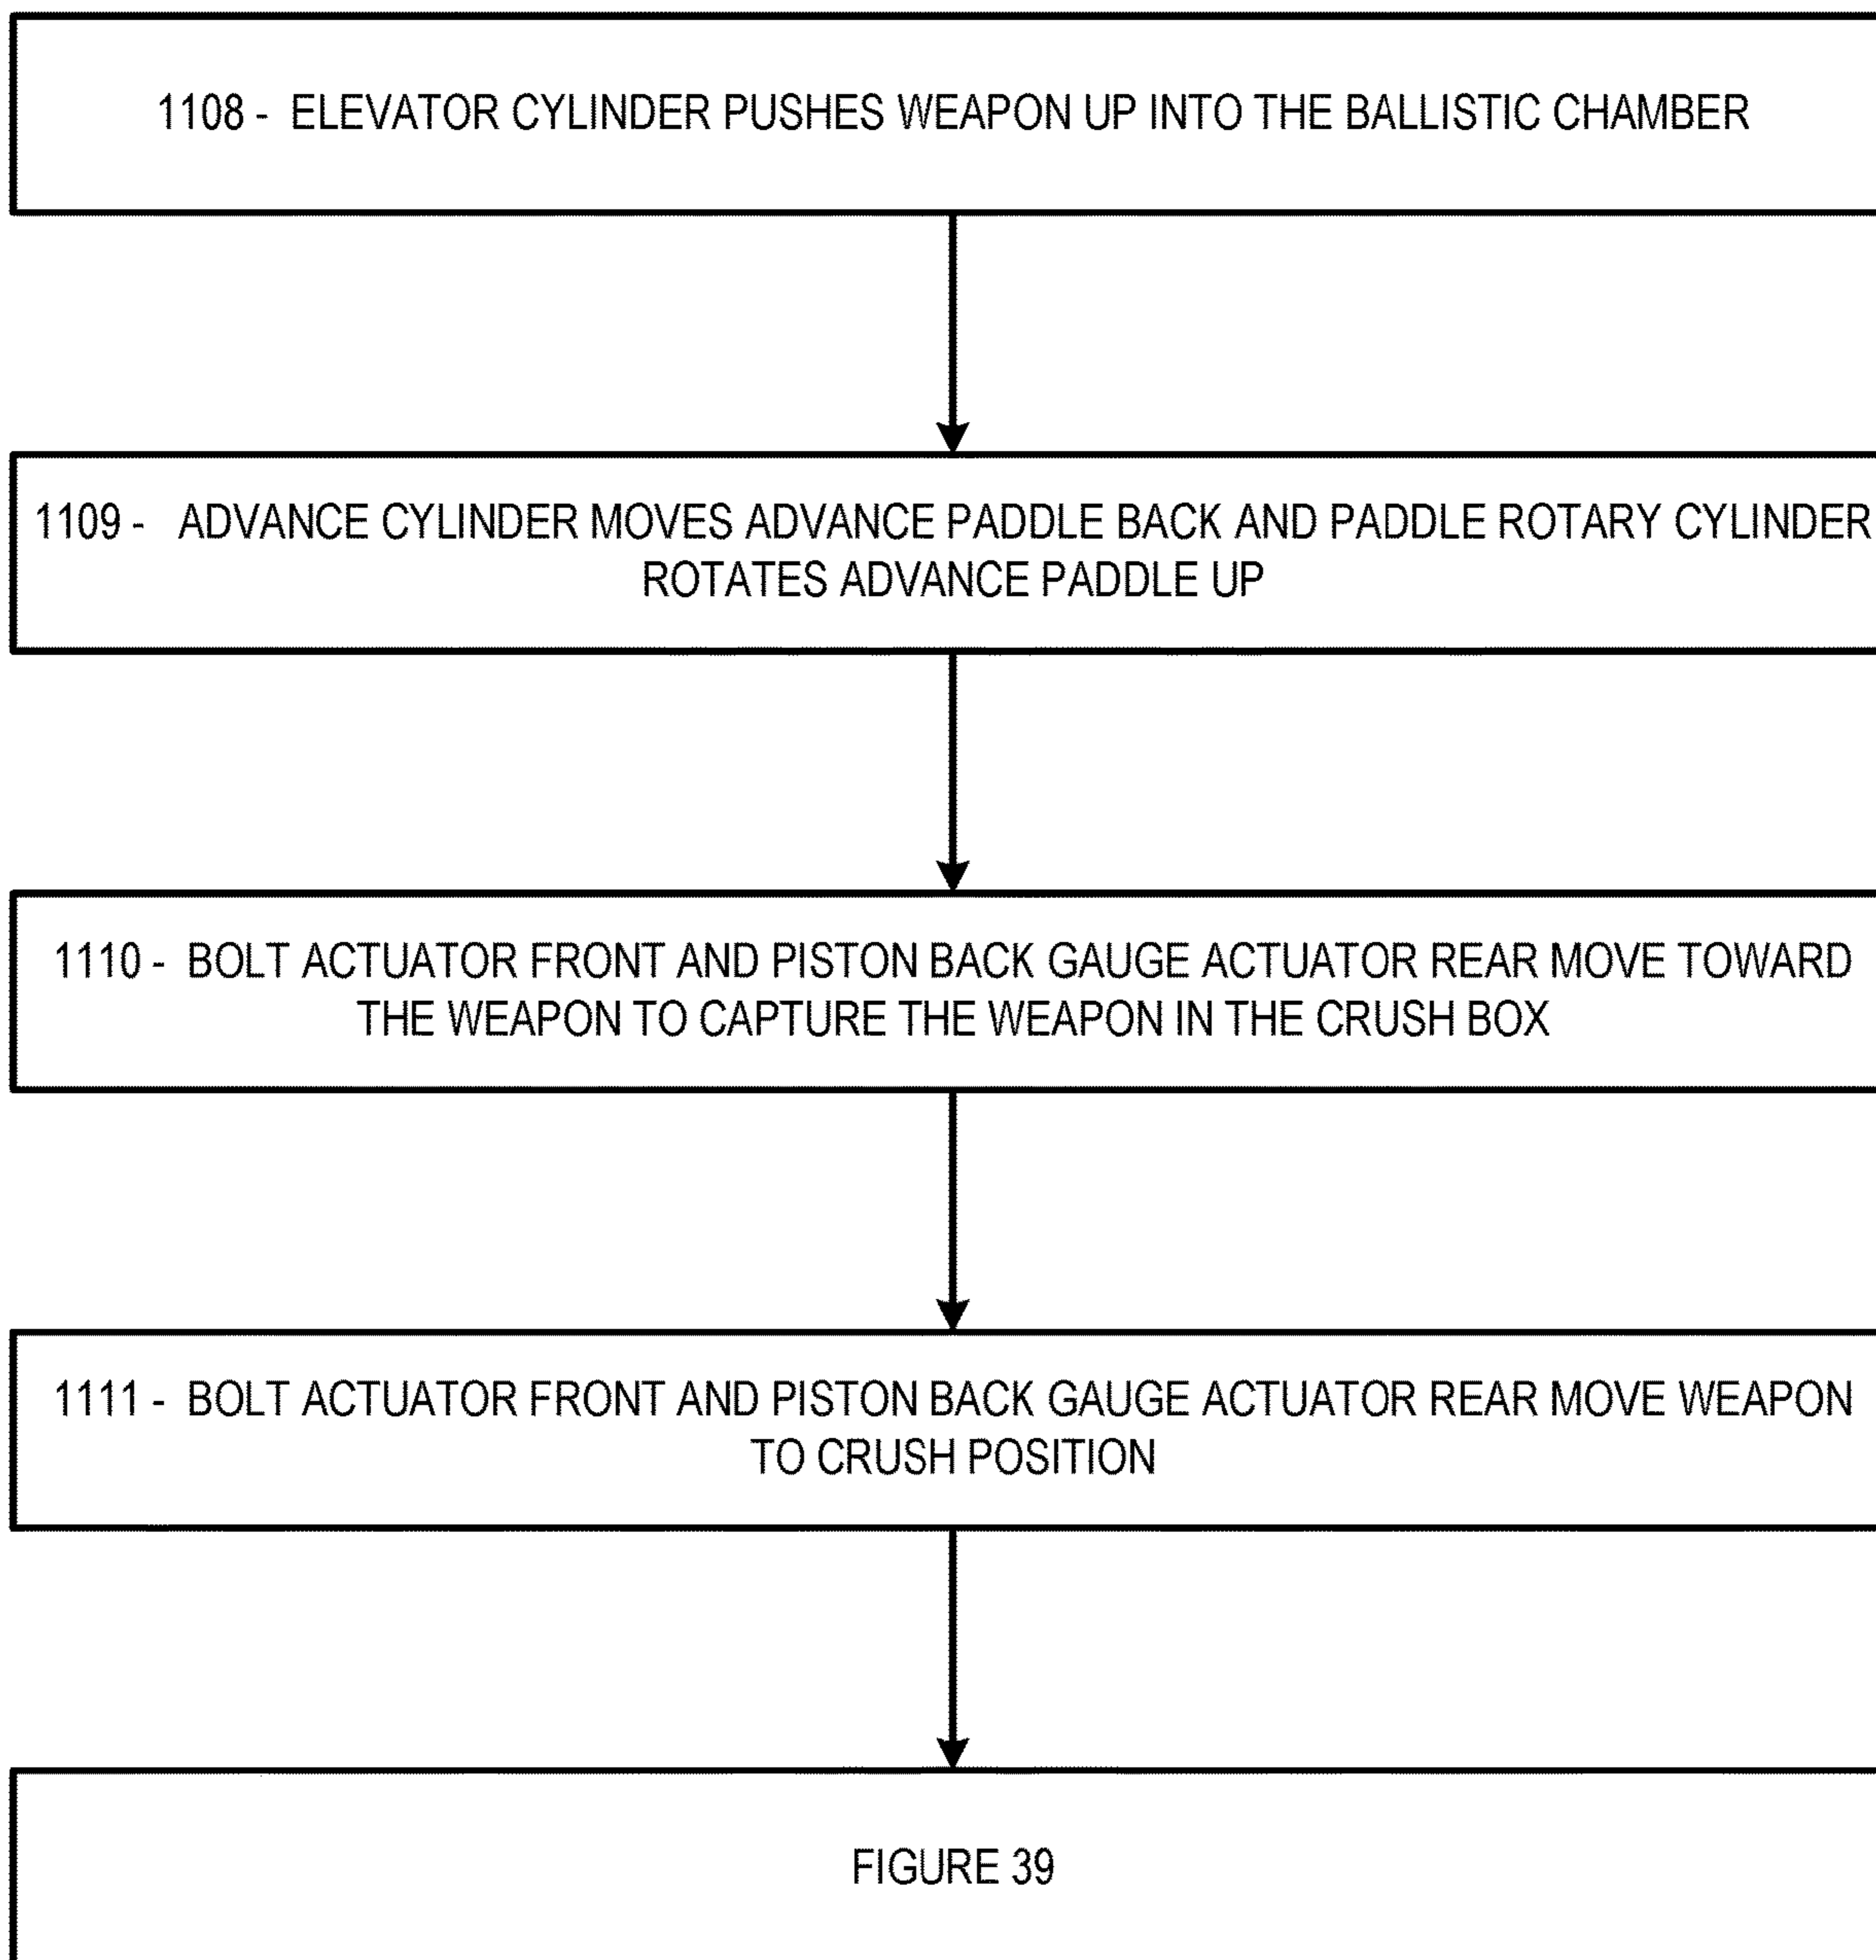 1108 - ELEVATOR CYLINDER PUSHES WEAPON UP INTO THE BALLISTIC CHAMBER
1109 - ADVANCE CYLINDER MOVES ADVANCE PADDLE BACK AND PADDLE ROTARY CYLINDER
ROTATES ADVANCE PADDLE UP
1110 - BOLT ACTUATOR FRONT AND PISTON BACK GAUGE ACTUATOR REAR MOVE TOWARD
THE WEAPON TO CAPTURE THE WEAPON IN THE CRUSH BOX
1111 - BOLT ACTUATOR FRONT AND PISTON BACK GAUGE ACTUATOR REAR MOVE WEAPON
TO CRUSH POSITION
FIGURE 39